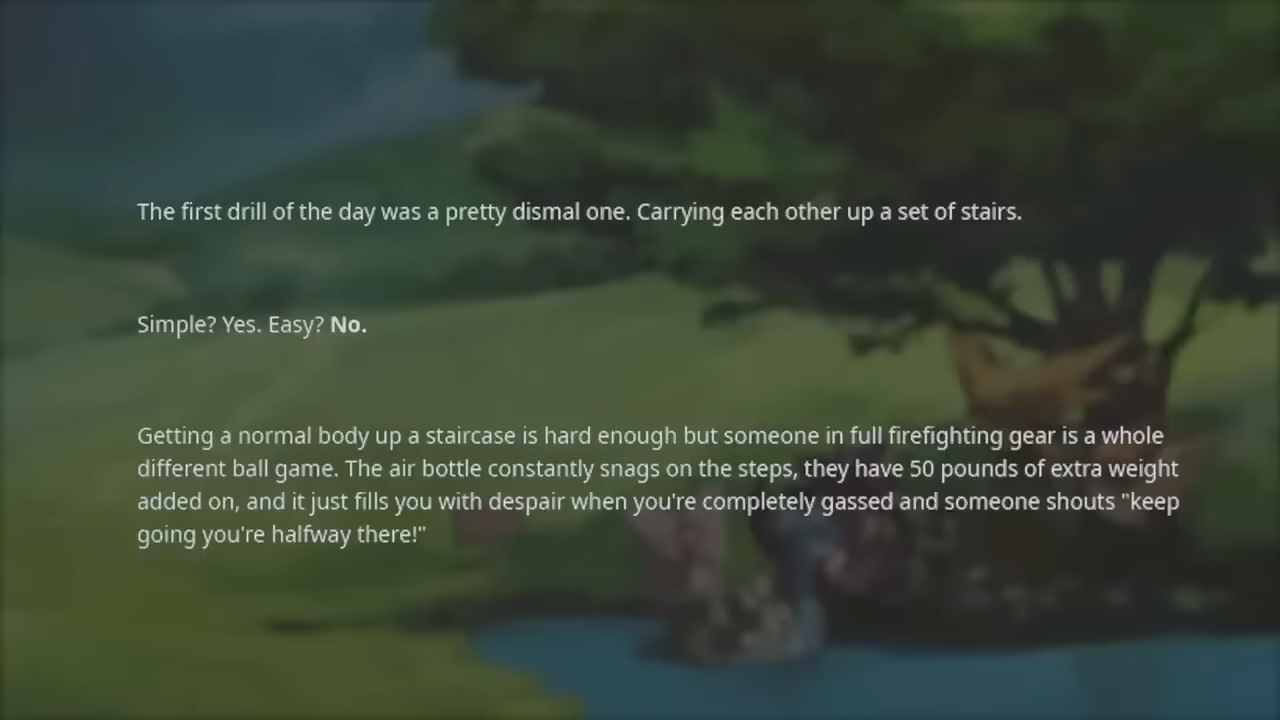 The first drill of the day was a pretty dismal one. Carrying each other up a set of stairs.
Simple? Yes. Easy? No.
Getting a normal body up a staircase is hard enough but someone in full firefighting gear is a whole
different ball game. The air bottle constantly snags on the steps, they have 50 pounds of extra weight
added on, and it just fills you with despair when you're completely gassed and someone shouts "keep
going you're halfway there!"